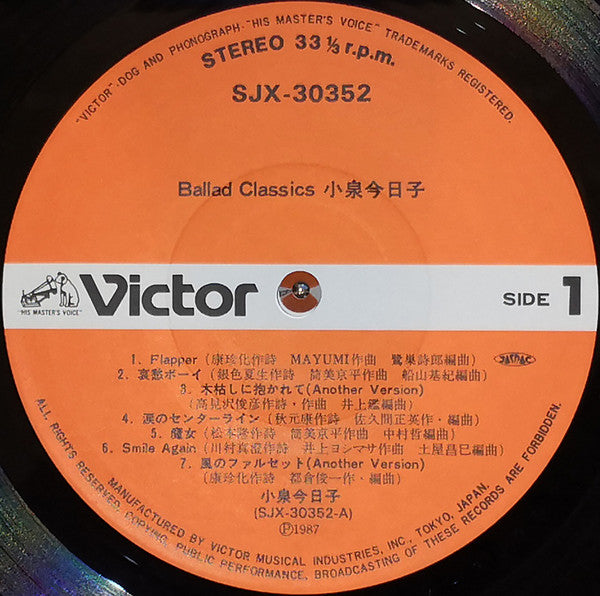 "VICTOR"-DOG AND PHONOGRAPH-"HIS MASTER'S VOICE" TRADEMARKS REGISTERED.
STEREO 33 1/3 r.p.m.
SJX-30352
Ballad Classics 小泉今日子
"HIS MASTER'S VOICE"
Victor
SIDE 1
1. Flapper (康珍化作詩 MAYUMI作曲 鷺巣詩郎編曲)
JASRAC
2. 哀愁ボーイ (銀色夏生作詩 筒美京平作曲 船山基紀編曲)
3. 木枯しに抱かれて(Another Version)
(高見沢俊彦作詩・作曲 井上鑑編曲)
4. 涙のセンターライン (秋元康作詩 佐久間正英作・編曲)
5. 魔女 (松本隆作詩 筒美京平作曲 中村哲編曲)
6. Smile Again (川村真澄作詩 井上ヨシマサ作曲 土屋昌巳編曲)
7. 風のファルセット(Another Version)
(康珍化作詩 都倉俊一作・編曲)
小泉今日子
(SJX-30352-A)
Ⓟ1987
ALL RIGHTS RESERVED. COPYING, PUBLIC PERFORMANCE, BROADCASTING OF THESE RECORDS ARE FORBIDDEN.
MANUFACTURED BY VICTOR MUSICAL INDUSTRIES, INC., TOKYO, JAPAN.